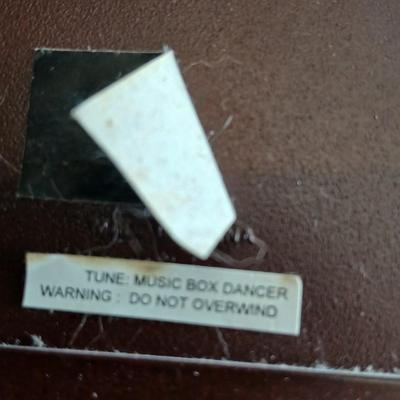 TUNE: MUSIC BOX DANCER
WARNING : DO NOT OVERWIND